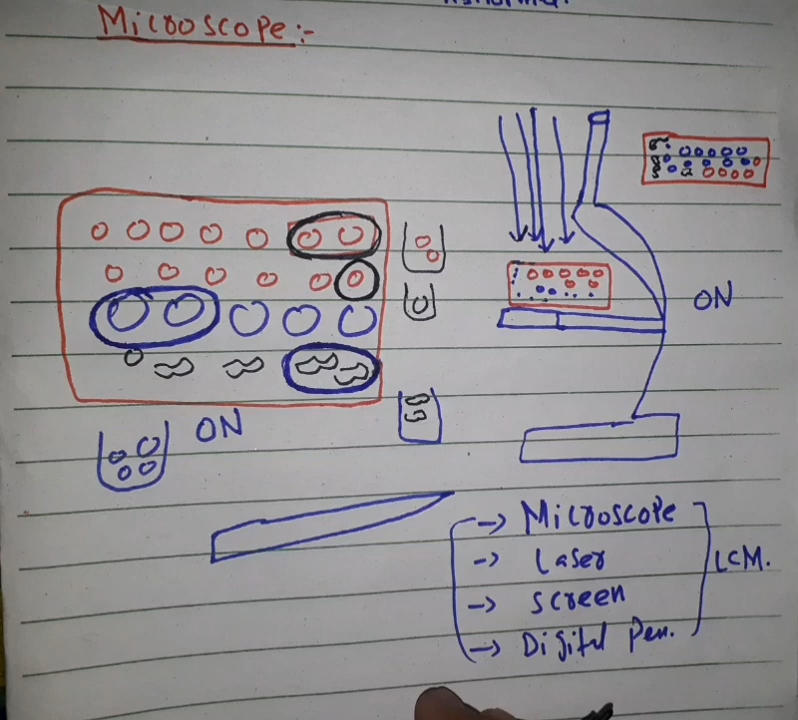 Microscope:-
ON
ON
→ Microscope
→ Laser
→ Screen
→ Digital Pen.
LCM.